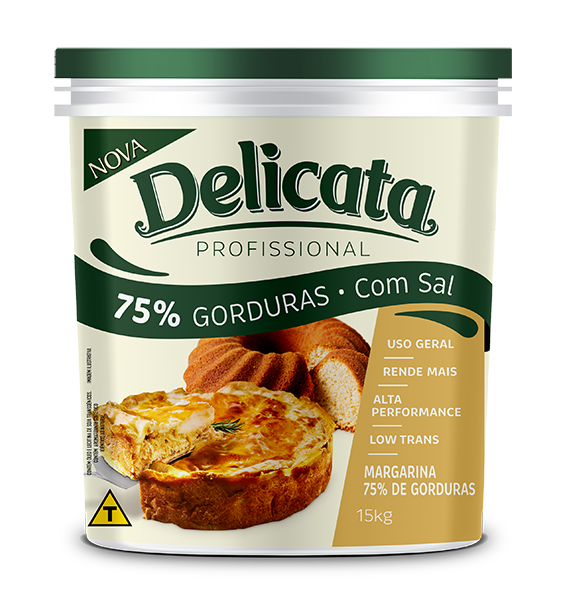 NOVA
Delicata
PROFISSIONAL
75% GORDURAS • Com Sal
USO GERAL
RENDE MAIS
ALTA
PERFORMANCE
LOW TRANS
MARGARINA
75% DE GORDURAS
15kg
T